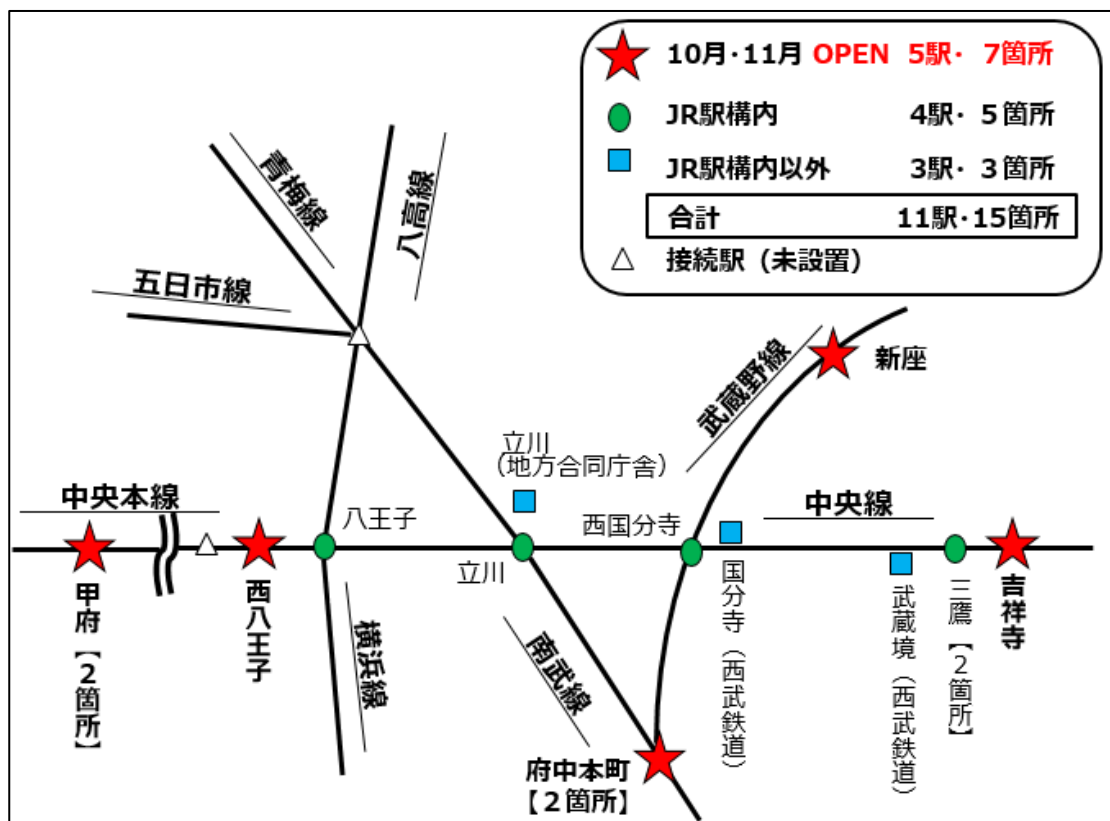 10月・11月 OPEN 5駅・ 7箇所
JR駅構内 4駅・ 5箇所
JR駅構内以外 3駅・ 3箇所
合計 11駅・15箇所
接続駅（未設置）
青梅線
八高線
五日市線
武蔵野線
新座
立川
（地方合同庁舎）
中央本線
八王子
西国分寺
中央線
立川
甲府【2箇所】
西八王子
横浜線
南武線
国分寺（西武鉄道）
武蔵境（西武鉄道）
三鷹【2箇所】
吉祥寺
府中本町
【2箇所】